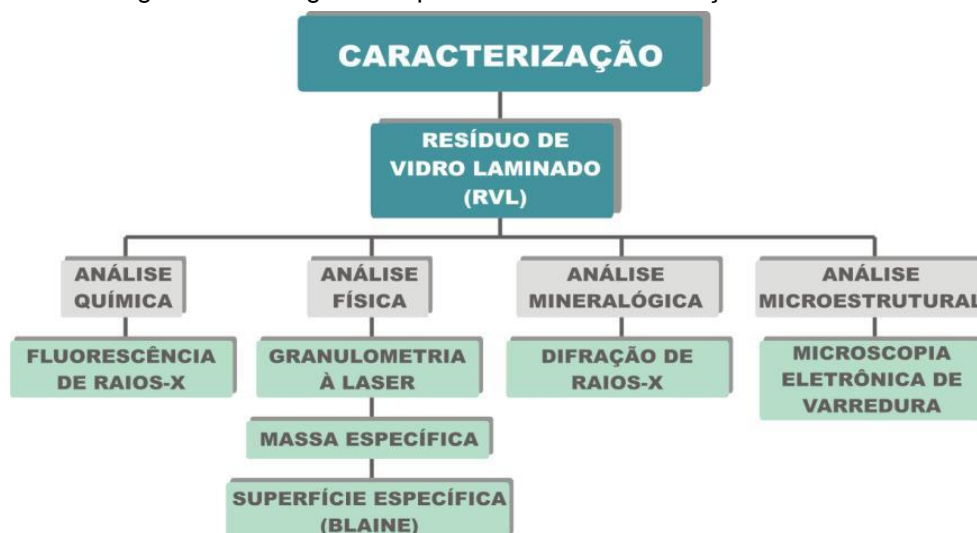 CARACTERIZAÇÃO
RESÍDUO DE
VIDRO LAMINADO
(RVL)
ANÁLISE
QUÍMICA
FLUORESCÊNCIA
DE RAIOS-X
ANÁLISE
FÍSICA
GRANULOMETRIA
À LASER
MASSA ESPECÍFICA
SUPERFÍCIE ESPECÍFICA
(BLAINE)
ANÁLISE
MINERALÓGICA
DIFRAÇÃO DE
RAIOS-X
ANÁLISE
MICROESTRUTURAL
MICROSCOPIA
ELETRÔNICA DE
VARREDURA